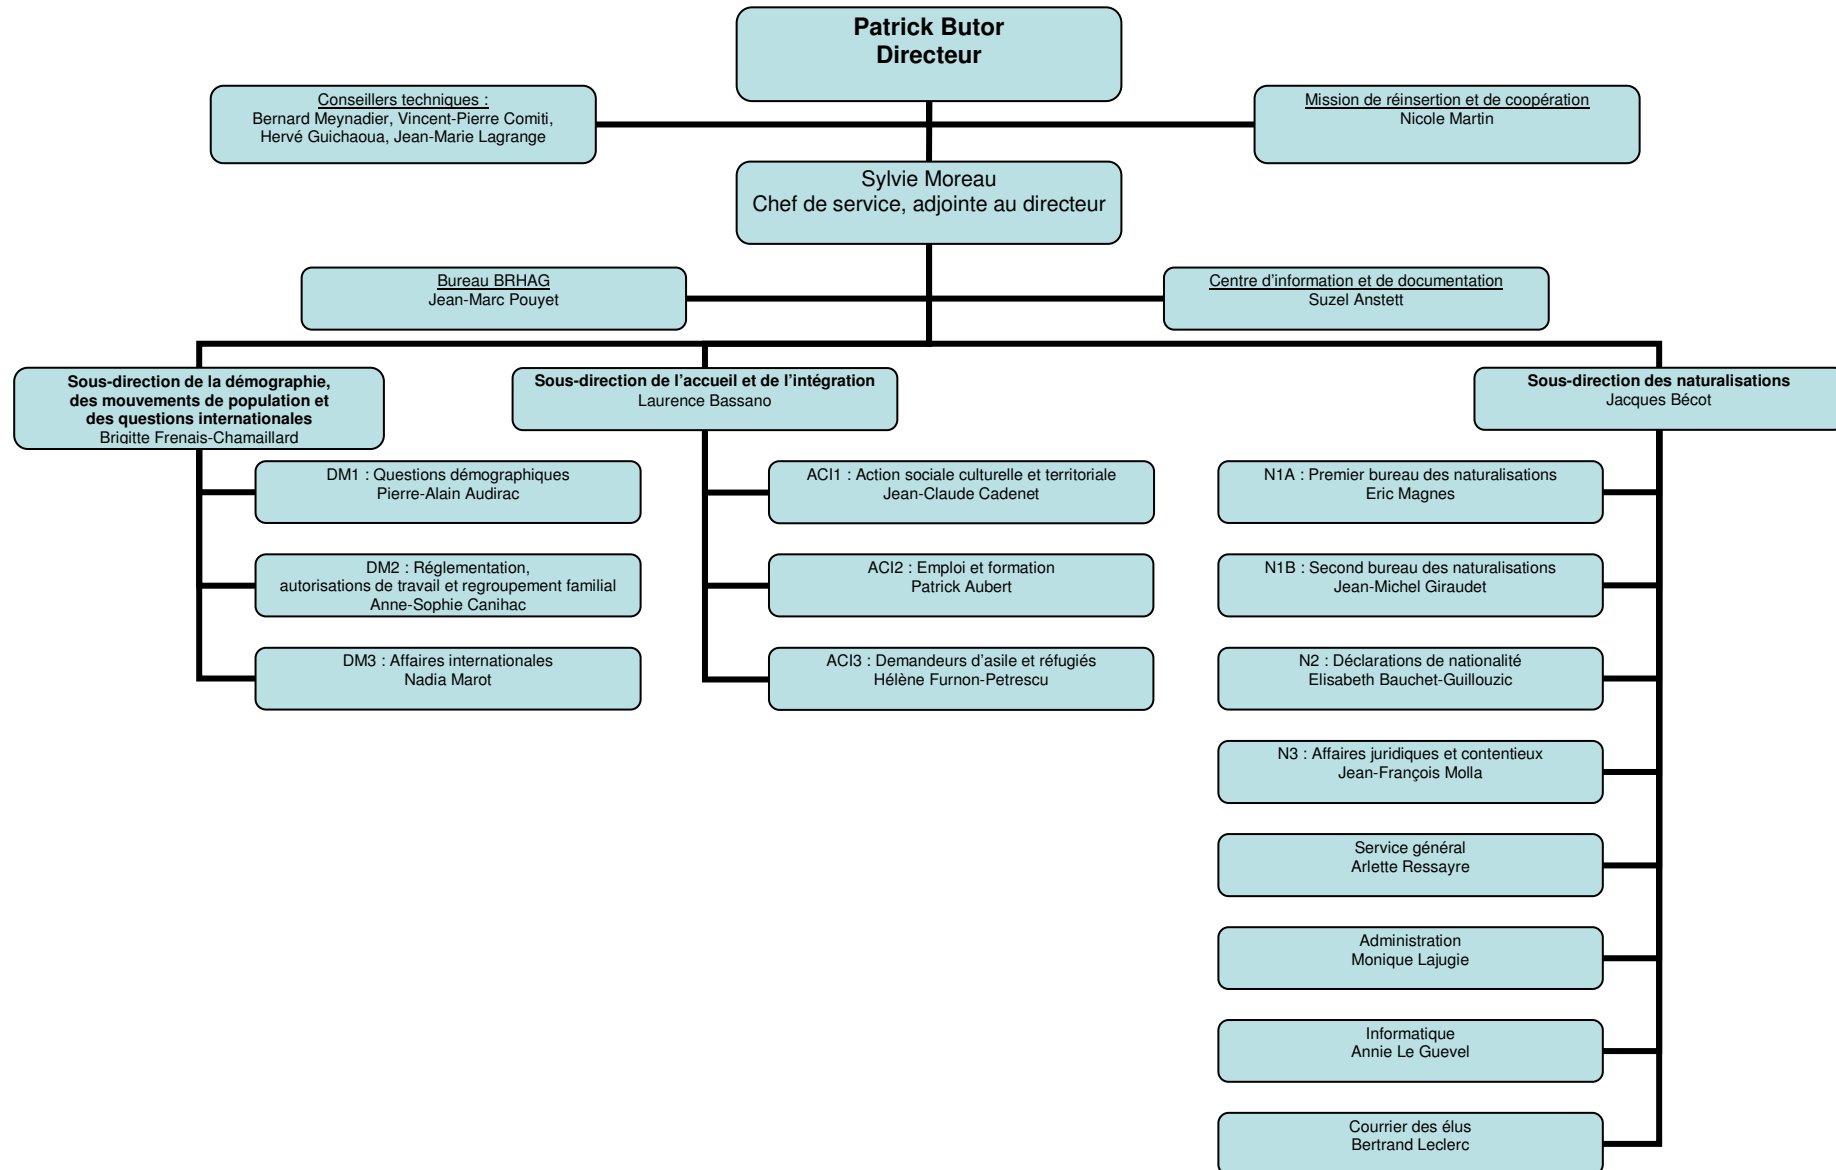 Patrick Butor
Directeur
Conseillers techniques :
Bernard Meynadier, Vincent-Pierre Comiti,
Hervé Guichaoua, Jean-Marie Lagrange
Mission de réinsertion et de coopération
Nicole Martin
Sylvie Moreau
Chef de service, adjointe au directeur
Bureau BRHAG
Jean-Marc Pouyet
Centre d'information et de documentation
Suzel Anstett
Sous-direction de la démographie,
des mouvements de population et
des questions internationales
Brigitte Frenais-Chamaillard
Sous-direction de l'accueil et de l'intégration
Laurence Bassano
Sous-direction des naturalisations
Jacques Bécot
DM1 : Questions démographiques
Pierre-Alain Audirac
DM2 : Réglementation,
autorisations de travail et regroupement familial
Anne-Sophie Canihac
DM3 : Affaires internationales
Nadia Marot
ACI1 : Action sociale culturelle et territoriale
Jean-Claude Cadenet
ACI2 : Emploi et formation
Patrick Aubert
ACI3 : Demandeurs d'asile et réfugiés
Hélène Furnon-Petrescu
N1A : Premier bureau des naturalisations
Eric Magnes
N1B : Second bureau des naturalisations
Jean-Michel Giraudet
N2 : Déclarations de nationalité
Elisabeth Bauchet-Guillouzic
N3 : Affaires juridiques et contentieux
Jean-François Molla
Service général
Arlette Ressayre
Administration
Monique Lajugie
Informatique
Annie Le Guevel
Courrier des élus
Bertrand Leclerc